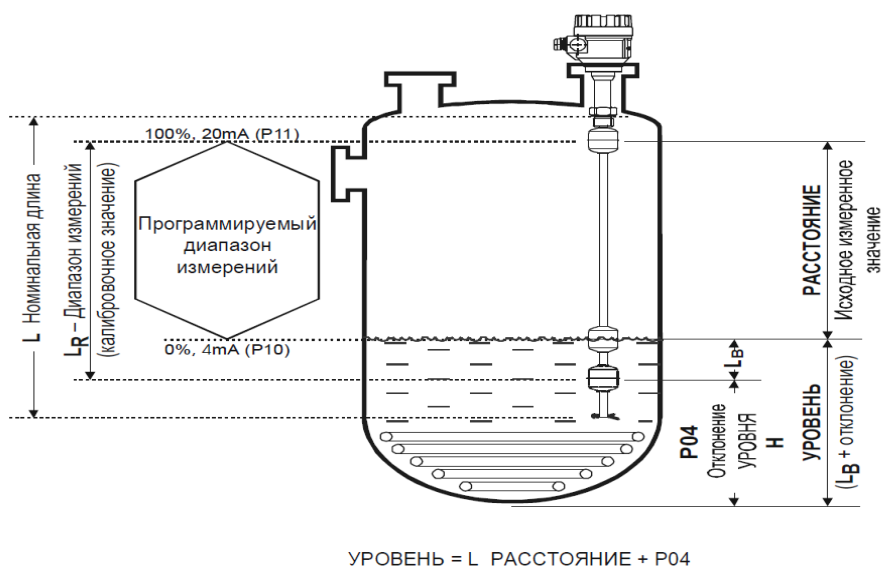 100%, 20mA (P11)
L Номинальная длина
LR – Диапазон измерений
(калибровочное значение)
Программируемый
диапазон
измерений
0%, 4mA (P10)
РАССТОЯНИЕ
Исходное измеренное
значение
LB
P04
Отклонение
УРОВНЯ
H
УРОВЕНЬ
(LB + отклонение)
УРОВЕНЬ = L РАССТОЯНИЕ + P04